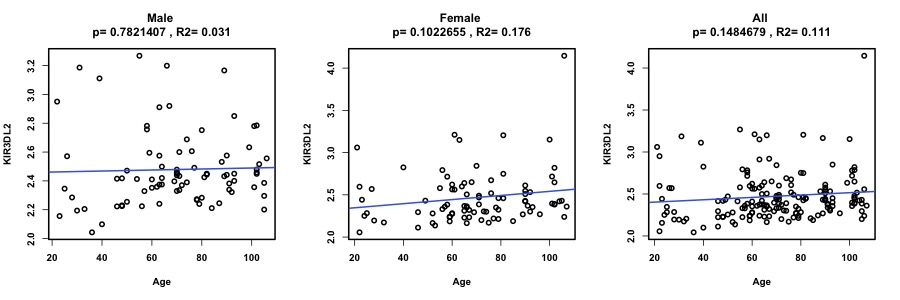 Male
p= 0.7821407 , R2= 0.031
KIR3DL2
3.2
3.0
2.8
2.6
2.4
2.2
2.0
20 40 60 80 100
Age
Female
p= 0.1022655 , R2= 0.176
KIR3DL2
4.0
3.5
3.0
2.5
2.0
20 40 60 80 100
Age
All
p= 0.1484679 , R2= 0.111
KIR3DL2
4.0
3.5
3.0
2.5
2.0
20 40 60 80 100
Age